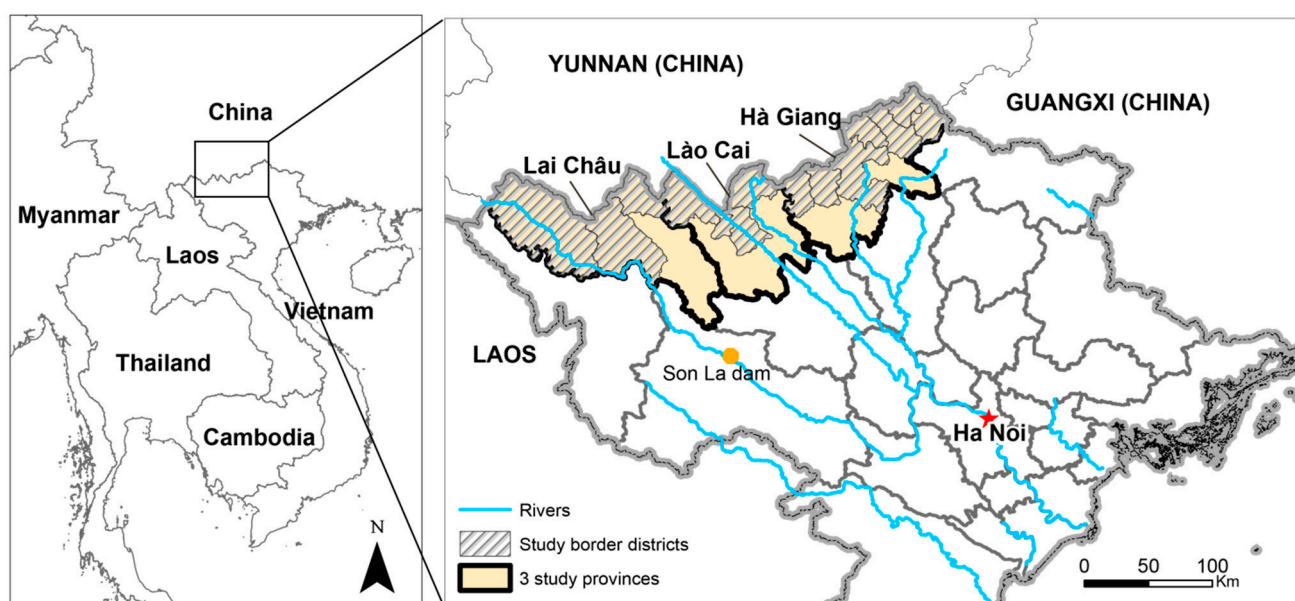 China
Myanmar
Laos
Vietnam
Thailand
Cambodia
N
YUNNAN (CHINA)
GUANGXI (CHINA)
Hà Giang
Lào Cai
Lai Châu
LAOS
Son La dam
Ha Nôi
Rivers
Study border districts
3 study provinces
0 50 100
Km